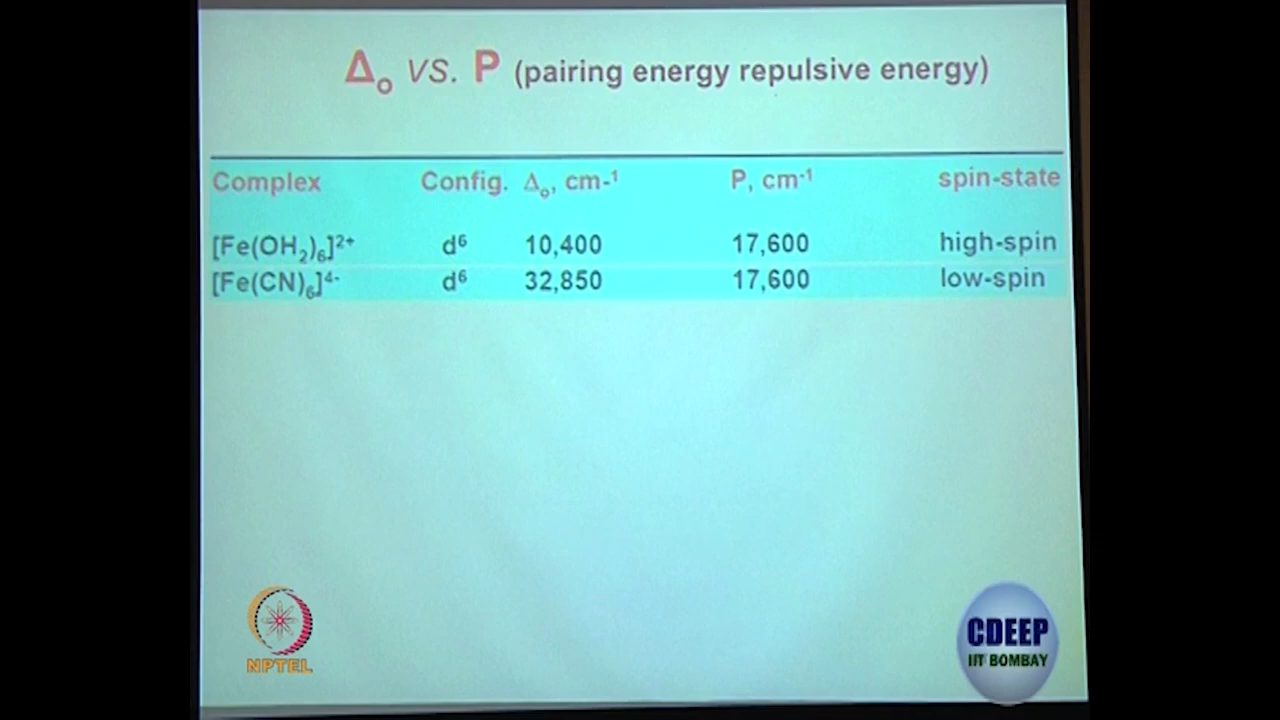 Δₒ VS. P (pairing energy repulsive energy)
Complex Config. Δₒ, cm-¹ P, cm-¹ spin-state
[Fe(OH₂)₆]²⁺ d⁶ 10,400 17,600 high-spin
[Fe(CN)₆]⁴⁻ d⁶ 32,850 17,600 low-spin
NPTEL
CDEEP
IIT BOMBAY